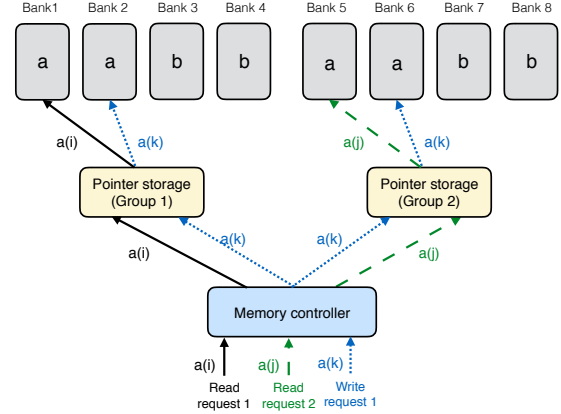 Bank1 Bank 2 Bank 3 Bank 4 Bank 5 Bank 6 Bank 7 Bank 8
a a b b a a b b
a(i) a(k) a(j) a(k)
Pointer storage
(Group 1)
Pointer storage
(Group 2)
a(i) a(k) a(k) a(j)
Memory controller
a(i) a(j) a(k)
Read
request 1
Read
request 2
Write
request 1